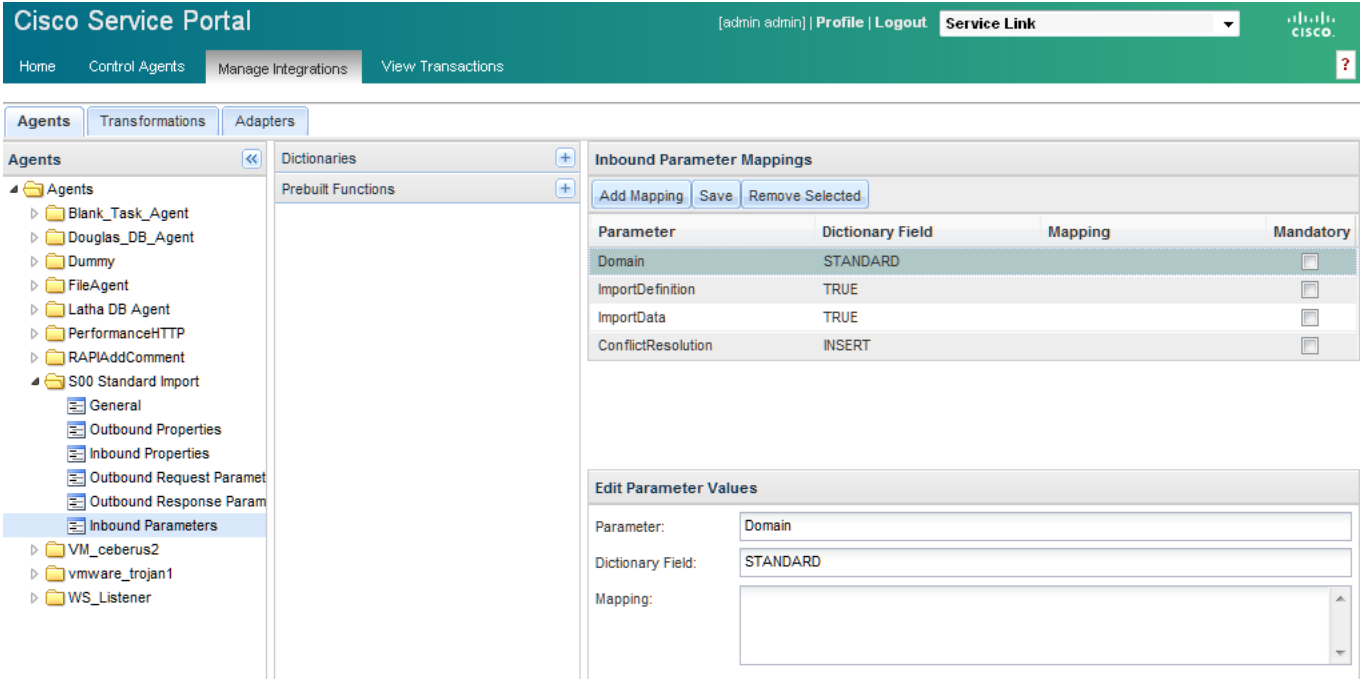 Cisco Service Portal
[admin admin] | Profile | Logout
Service Link
CISCO.
Home
Control Agents
Manage Integrations
View Transactions
?
Agents
Transformations
Adapters
Agents
Agents
Blank_Task_Agent
Douglas_DB_Agent
Dummy
FileAgent
Latha DB Agent
PerformanceHTTP
RAPIAddComment
S00 Standard Import
General
Outbound Properties
Inbound Properties
Outbound Request Paramet
Outbound Response Param
Inbound Parameters
VM_ceberus2
vmware_trojan1
WS_Listener
Dictionaries
Prebuilt Functions
Inbound Parameter Mappings
Add Mapping Save Remove Selected
Parameter Dictionary Field Mapping Mandatory
Domain STANDARD
ImportDefinition TRUE
ImportData TRUE
ConflictResolution INSERT
Edit Parameter Values
Parameter: Domain
Dictionary Field: STANDARD
Mapping: